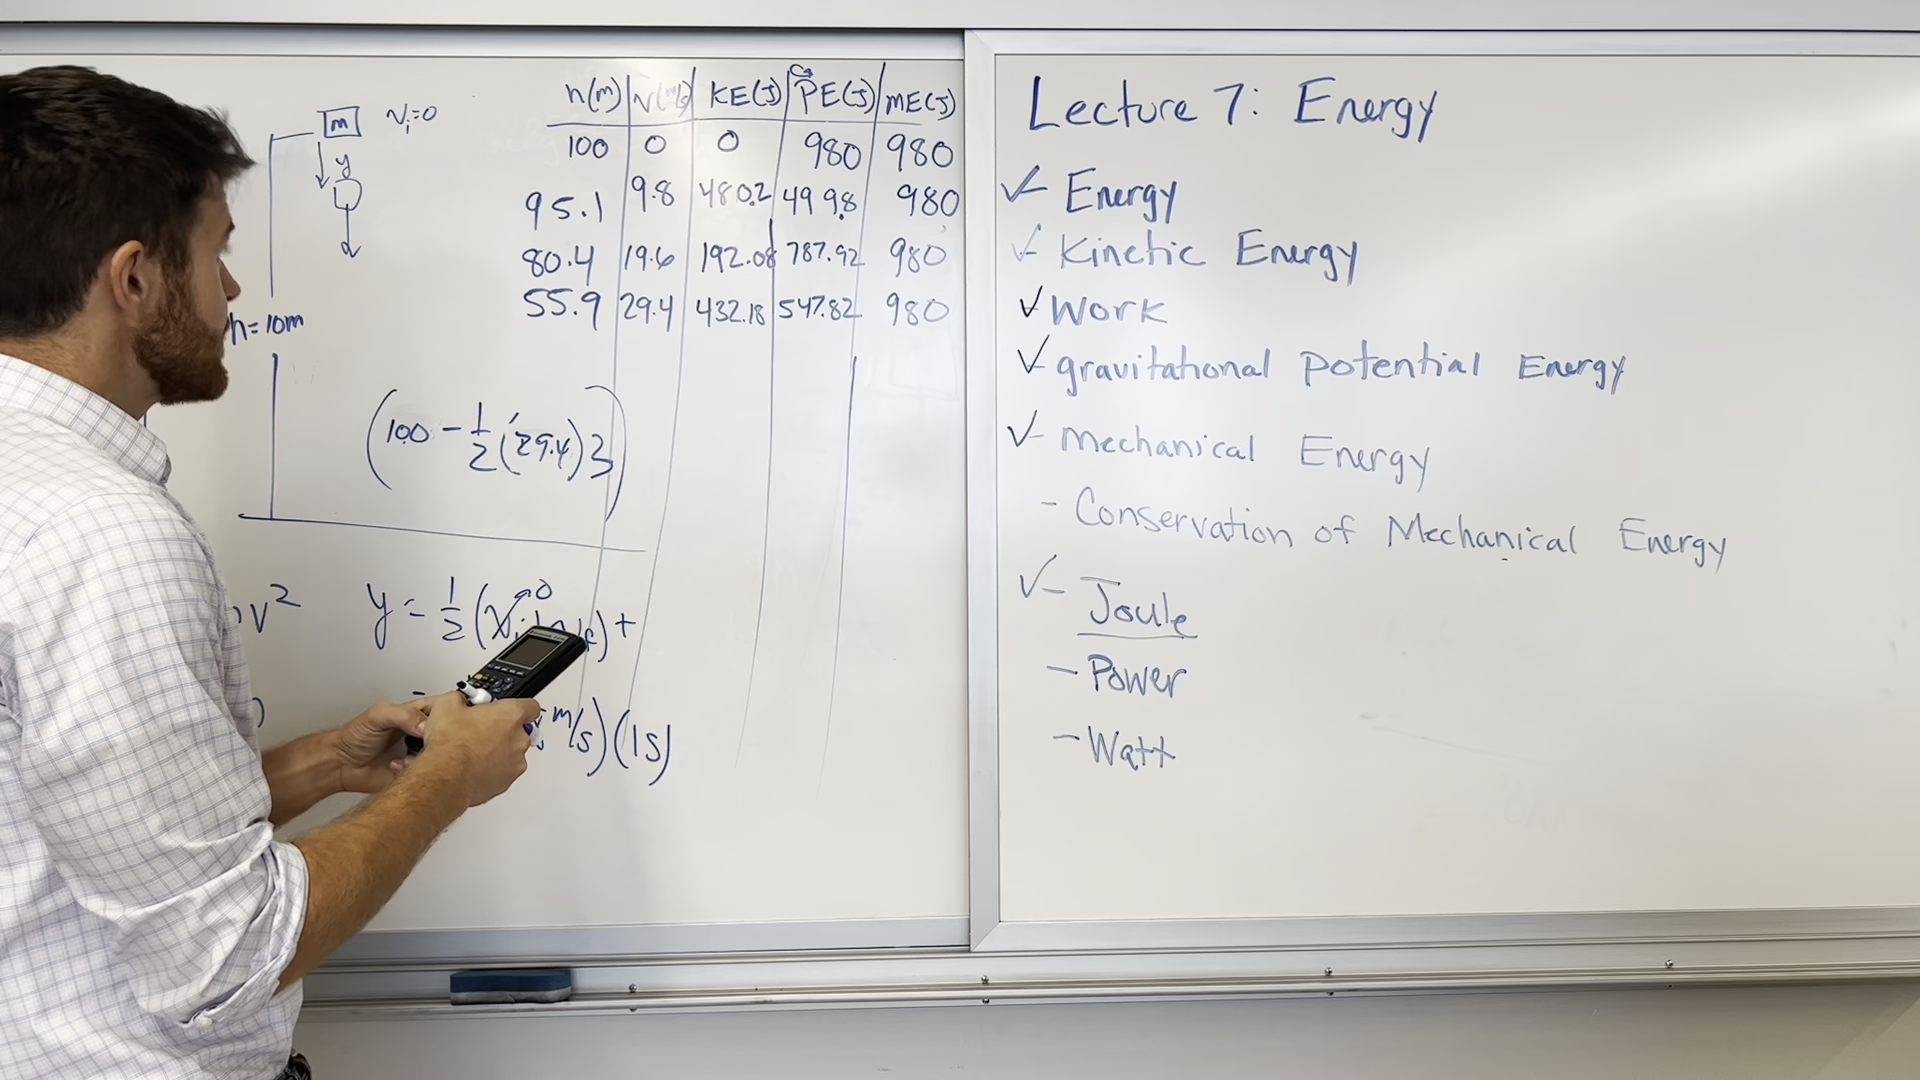 m vᵢ=0
y
h=10m
h(m) V(m/s) KE(J) PE(J) mE(J)
100 0 0 980 980
95.1 9.8 480.2 499.8 980
80.4 19.6 192.08 787.92 980
55.9 29.4 432.18 547.82 980
(100 - 1/2 (29.4) 3)
v²
y = 1/2 (
0
m/s)(1s)
Lecture 7: Energy
✓- Energy
✓- Kinetic Energy
✓ Work
✓- gravitational Potential Energy
✓- Mechanical Energy
- Conservation of Mechanical Energy
✓- Joule
- Power
- Watt